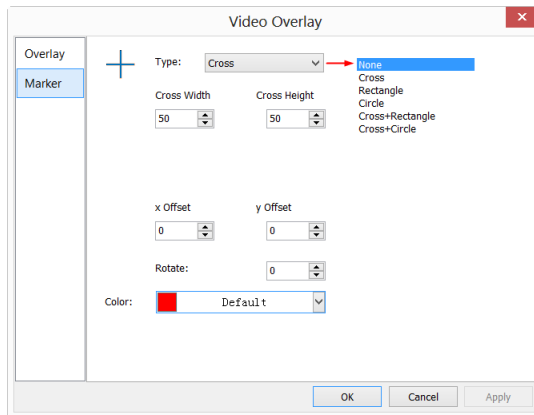 Video Overlay
Overlay
Marker
Type:
Cross
None
Cross
Rectangle
Circle
Cross+Rectangle
Cross+Circle
Cross Width
Cross Height
50
50
x Offset
y Offset
0
0
Rotate:
0
Color:
Default
OK
Cancel
Apply